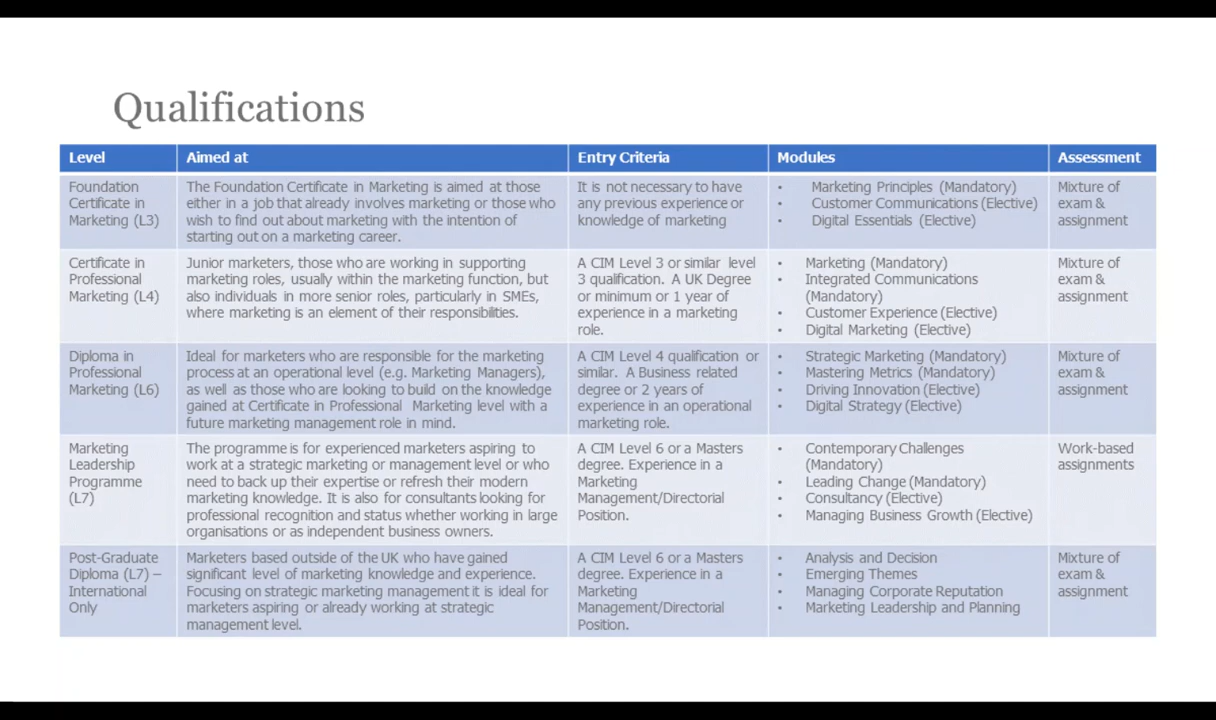 Qualifications
Level
Aimed at
Entry Criteria
Modules
Assessment
Foundation
Certificate in
Marketing (L3)
The Foundation Certificate in Marketing is aimed at those
either in a job that already involves marketing or those who
wish to find out about marketing with the intention of
starting out on a marketing career.
It is not necessary to have
any previous experience or
knowledge of marketing
• Marketing Principles (Mandatory)
• Customer Communications (Elective)
• Digital Essentials (Elective)
Mixture of
exam &
assignment
Certificate in
Professional
Marketing (L4)
Junior marketers, those who are working in supporting
marketing roles, usually within the marketing function, but
also individuals in more senior roles, particularly in SMEs,
where marketing is an element of their responsibilities.
A CIM Level 3 or similar level
3 qualification. A UK Degree
or minimum or 1 year of
experience in a marketing
role.
• Marketing (Mandatory)
• Integrated Communications
(Mandatory)
• Customer Experience (Elective)
• Digital Marketing (Elective)
Mixture of
exam &
assignment
Diploma in
Professional
Marketing (L6)
Ideal for marketers who are responsible for the marketing
process at an operational level (e.g. Marketing Managers),
as well as those who are looking to build on the knowledge
gained at Certificate in Professional Marketing level with a
future marketing management role in mind.
A CIM Level 4 qualification or
similar. A Business related
degree or 2 years of
experience in an operational
marketing role.
• Strategic Marketing (Mandatory)
• Mastering Metrics (Mandatory)
• Driving Innovation (Elective)
• Digital Strategy (Elective)
Mixture of
exam &
assignment
Marketing
Leadership
Programme
(L7)
The programme is for experienced marketers aspiring to
work at a strategic marketing or management level or who
need to back up their expertise or refresh their modern
marketing knowledge. It is also for consultants looking for
professional recognition and status whether working in large
organisations or as independent business owners.
A CIM Level 6 or a Masters
degree. Experience in a
Marketing
Management/Directorial
Position.
• Contemporary Challenges
(Mandatory)
• Leading Change (Mandatory)
• Consultancy (Elective)
• Managing Business Growth (Elective)
Work-based
assignments
Post-Graduate
Diploma (L7) –
International
Only
Marketers based outside of the UK who have gained
significant level of marketing knowledge and experience.
Focusing on strategic marketing management it is ideal for
marketers aspiring or already working at strategic
management level.
A CIM Level 6 or a Masters
degree. Experience in a
Marketing
Management/Directorial
Position.
• Analysis and Decision
• Emerging Themes
• Managing Corporate Reputation
• Marketing Leadership and Planning
Mixture of
exam &
assignment